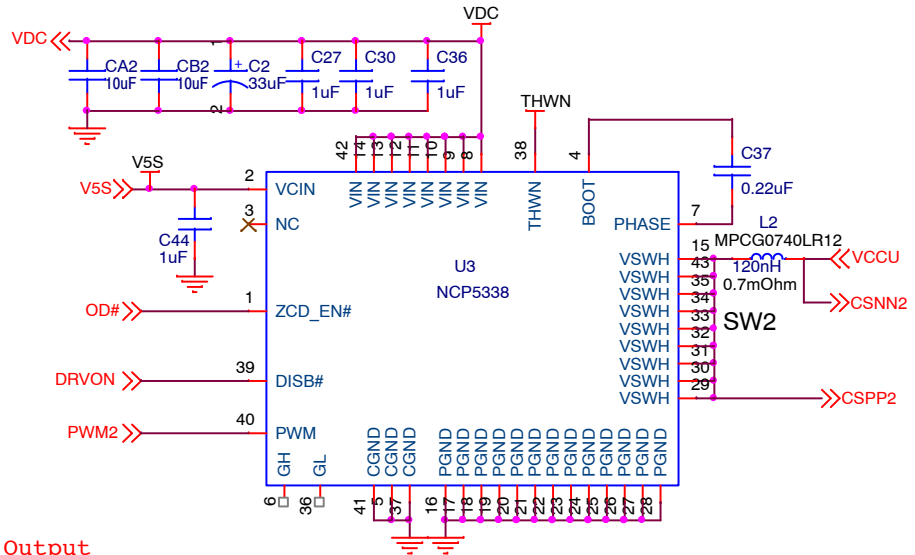 VDC
VDC
1
CA2
10uF
CB2
10uF
+ C2
33uF
2
C27
1uF
C30
1uF
C36
1uF
THWN
42
14
13
12
11
10
9
8
38
4
C37
0.22uF
V5S
V5S
2
VCIN
VIN
VIN
VIN
VIN
VIN
VIN
VIN
VIN
THWN
BOOT
3
NC
PHASE
7
C44
1uF
L2
MPCG0740LR12
120nH
0.7mOhm
VCCU
CSNN2
U3
NCP5338
VSWH
15
VSWH
43
VSWH
35
VSWH
34
VSWH
33
VSWH
32
VSWH
31
VSWH
30
VSWH
29
SW2
CSPP2
OD#
1
ZCD_EN#
DRVON
39
DISB#
PWM2
40
PWM
GH
GL
CGND
CGND
CGND
PGND
PGND
PGND
PGND
PGND
PGND
PGND
PGND
PGND
PGND
PGND
PGND
PGND
6
36
41
5
37
16
17
18
19
20
21
22
23
24
25
26
27
28
Output